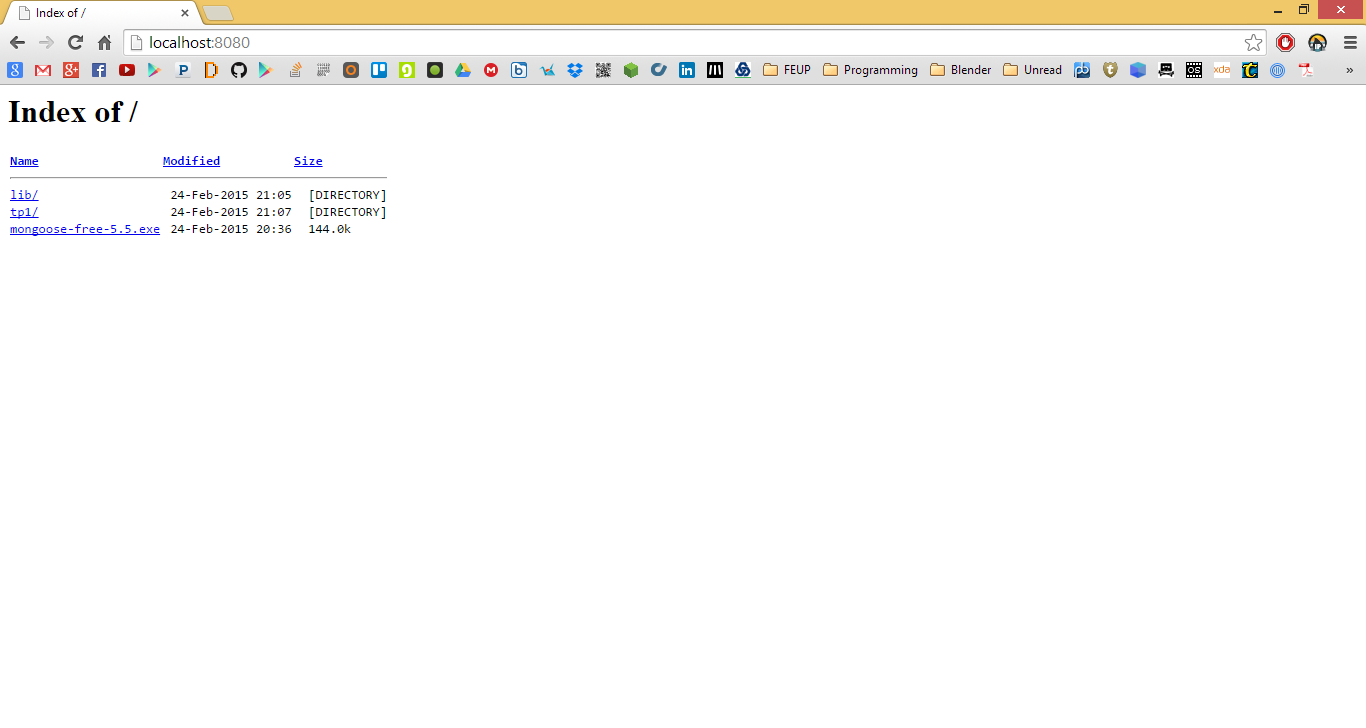 Index of /
localhost:8080
FEUP Programming Blender Unread xda »
Index of /
Name Modified Size
lib/ 24-Feb-2015 21:05 [DIRECTORY]
tp1/ 24-Feb-2015 21:07 [DIRECTORY]
mongoose-free-5.5.exe 24-Feb-2015 20:36 144.0k